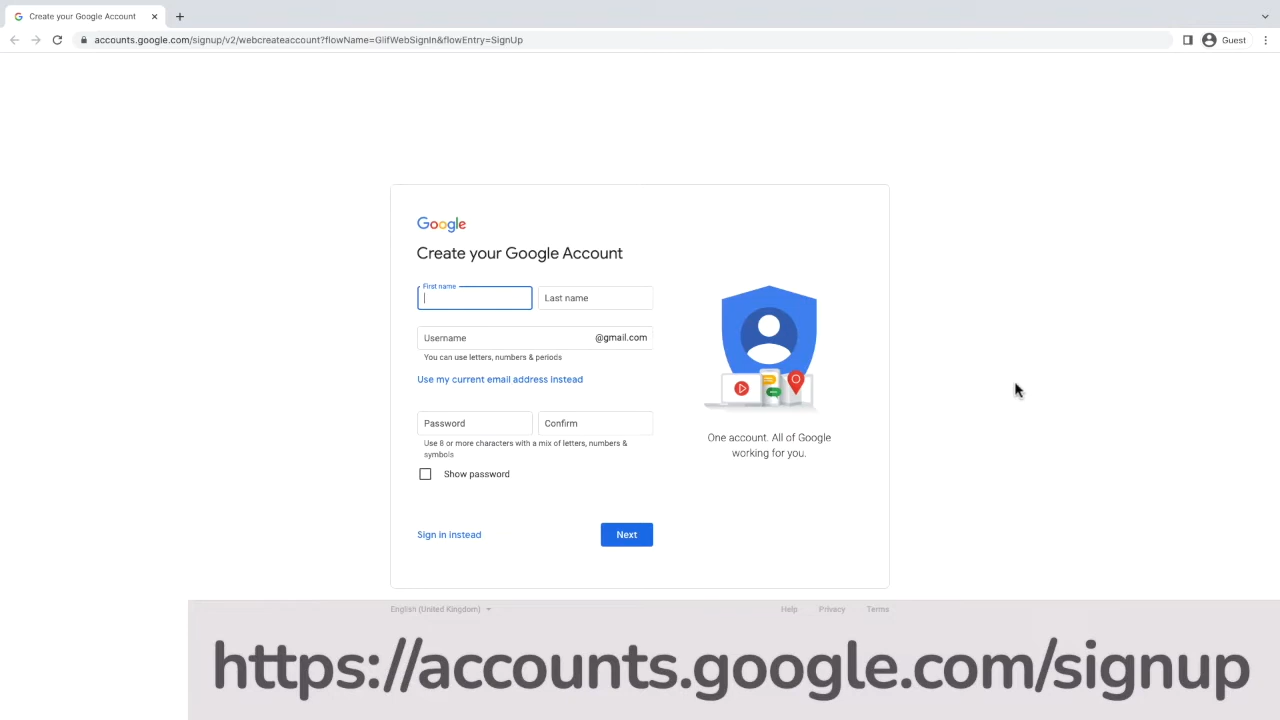 Create your Google Account
accounts.google.com/signup/v2/webcreateaccount?flowName=GlifWebSignIn&flowEntry=SignUp
Guest
Google
Create your Google Account
First name
Last name
Username
@gmail.com
You can use letters, numbers & periods
Use my current email address instead
Password
Confirm
Use 8 or more characters with a mix of letters, numbers &
symbols
Show password
One account. All of Google
working for you.
Sign in instead
Next
English (United Kingdom)
Help
Privacy
Terms
https://accounts.google.com/signup